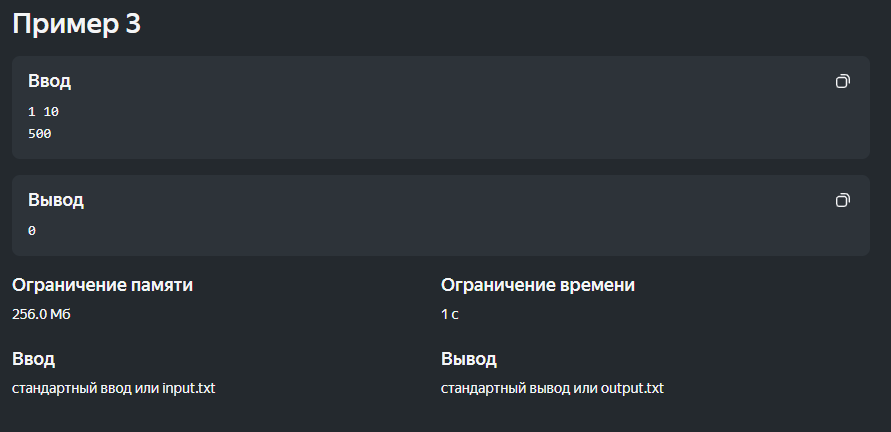 Пример 3
Ввод
1 10
500
Вывод
0
Ограничение памяти
256.0 Мб
Ограничение времени
1 с
Ввод
стандартный ввод или input.txt
Вывод
стандартный вывод или output.txt